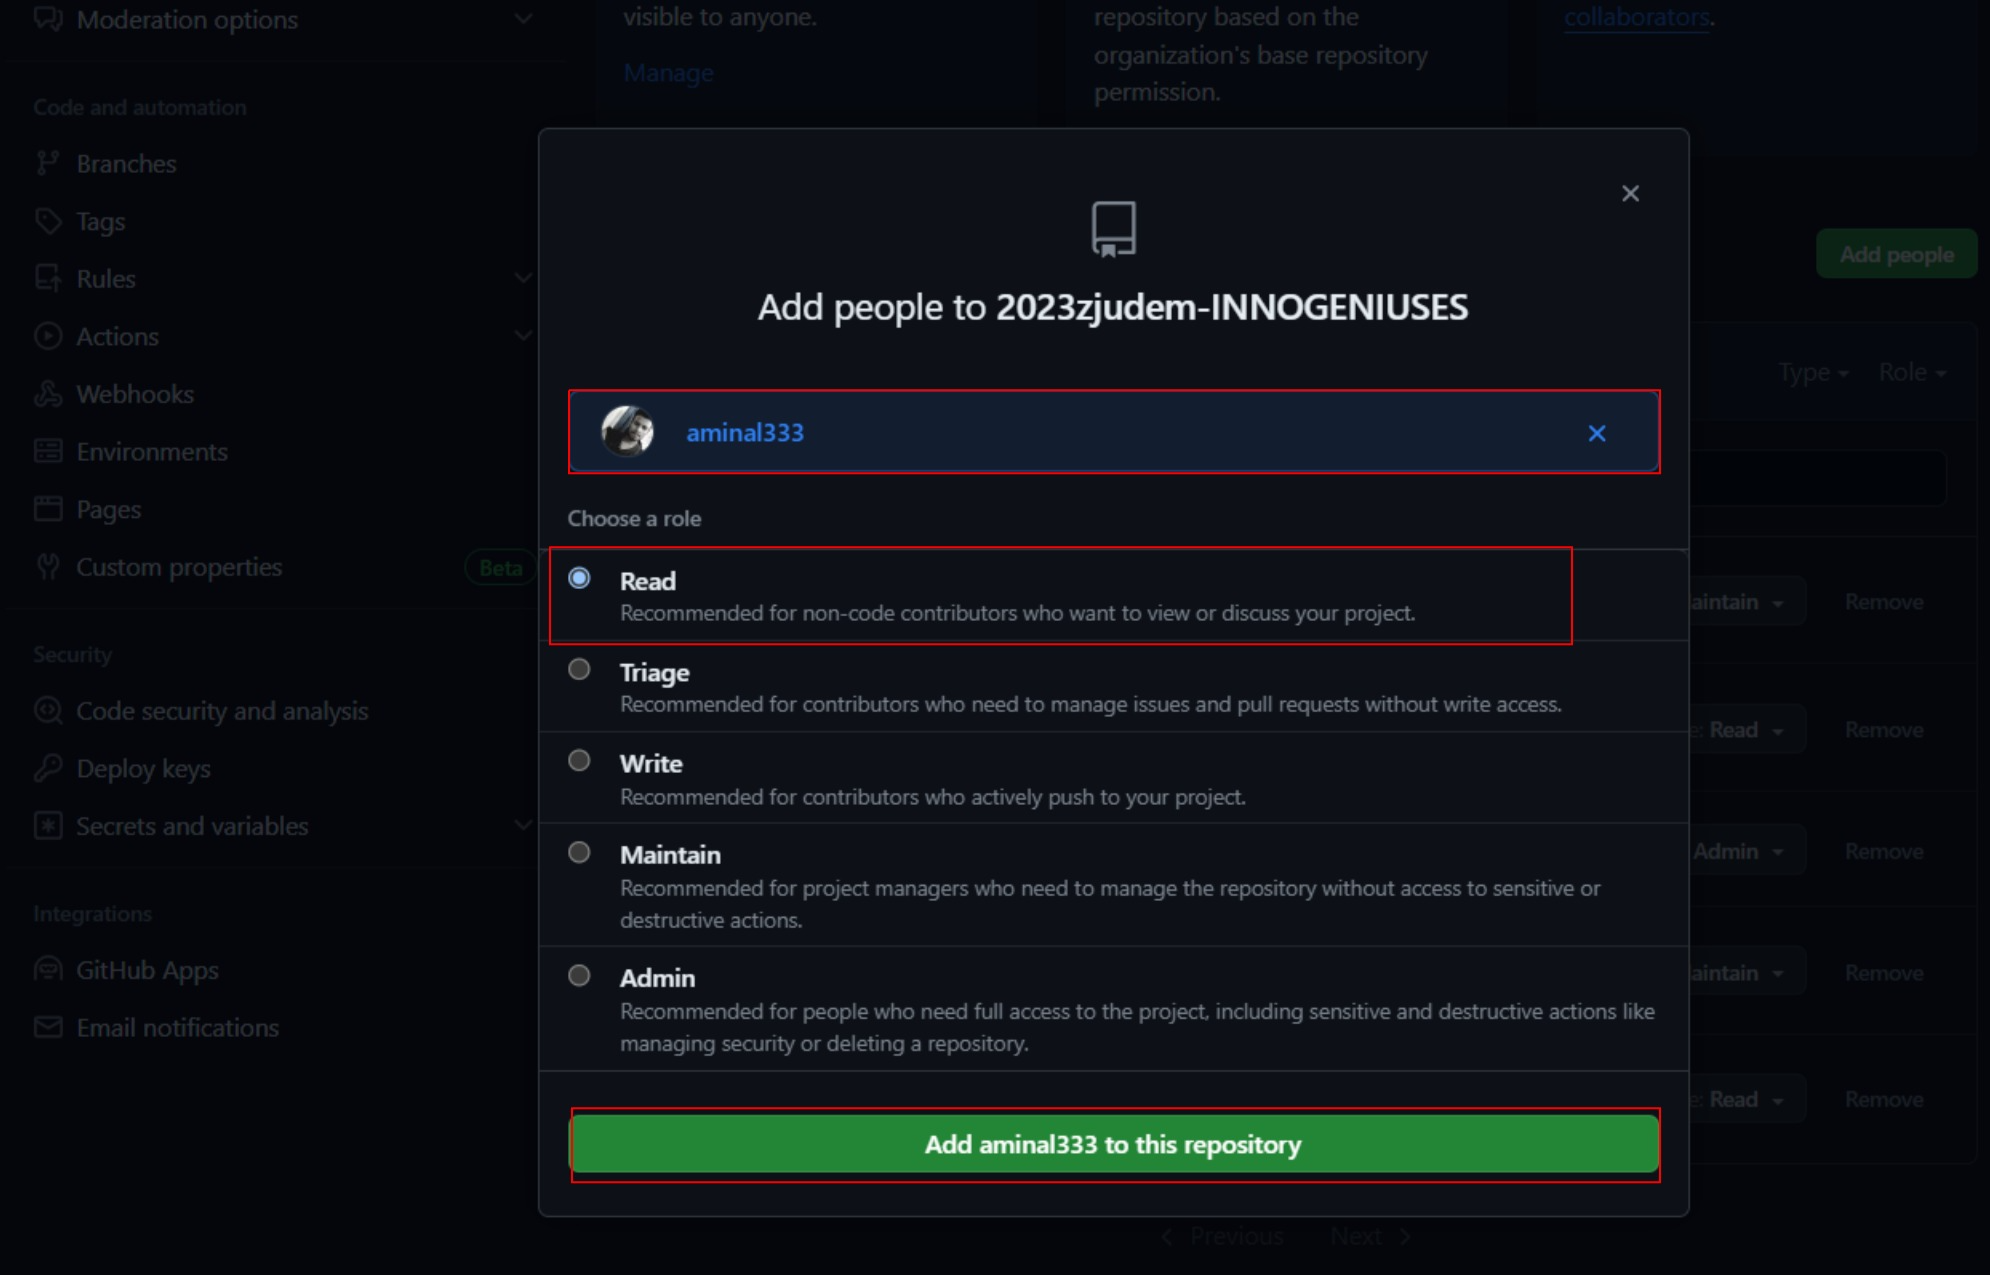 Moderation options
Code and automation
Branches
Tags
Rules
Actions
Webhooks
Environments
Pages
Custom properties
Beta
Security
Code security and analysis
Deploy keys
Secrets and variables
Integrations
GitHub Apps
Email notifications
visible to anyone.
Manage
repository based on the
organization's base repository
permission.
collaborators.
Add people
Type
Role
Add people to 2023zjudem-INNOGENIUSES
aminal333
Choose a role
Read
Recommended for non-code contributors who want to view or discuss your project.
Triage
Recommended for contributors who need to manage issues and pull requests without write access.
Write
Recommended for contributors who actively push to your project.
Maintain
Recommended for project managers who need to manage the repository without access to sensitive or
destructive actions.
Admin
Recommended for people who need full access to the project, including sensitive and destructive actions like
managing security or deleting a repository.
Add aminal333 to this repository
aintain Remove
e: Read Remove
Admin Remove
aintain Remove
e: Read Remove
Previous Next